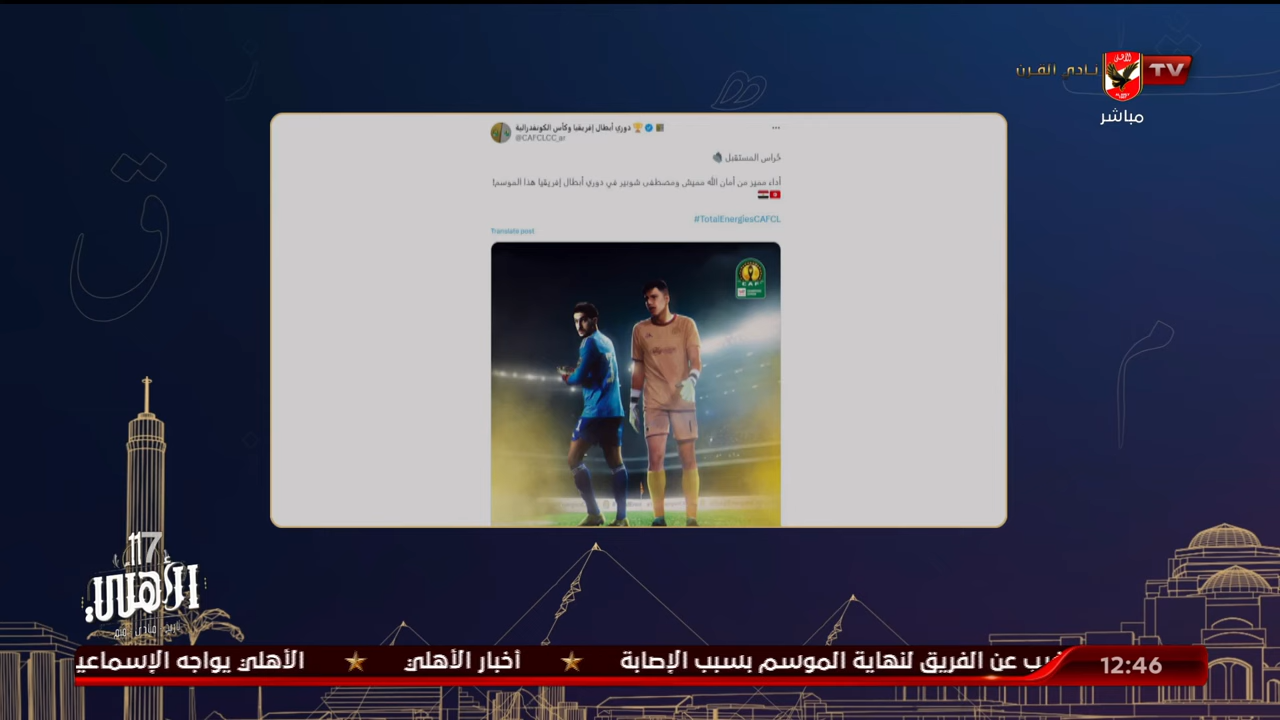 نادي القرن
TV
مباشر
دوري أبطال إفريقيا وكأس الكونفدرالية
@CAFCLCC_ar
حُراس المستقبل
أداء مميز من أمان الله مميش ومصطفى شوبير في دوري أبطال إفريقيا هذا الموسم!
#TotalEnergiesCAFCL
Translate post
CAF
117
الأهلي
يب عن الفريق لنهاية الموسم بسبب الإصابة ★ أخبار الأهلي ★ الأهلي يواجه الإسماعي
12:46